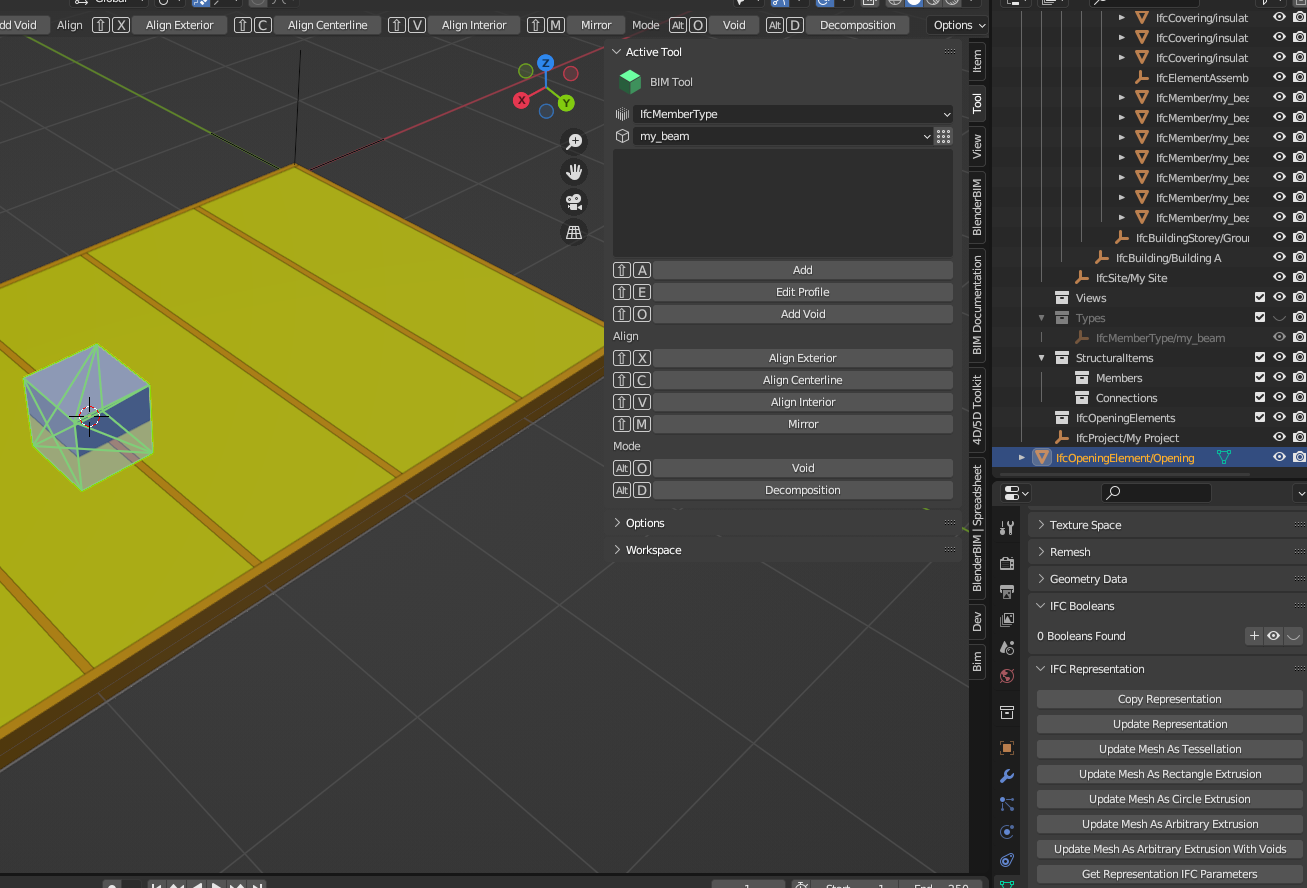 Global
dd Void Align ⇧ X Align Exterior ⇧ C Align Centerline ⇧ V Align Interior ⇧ M Mirror Mode Alt O Void Alt D Decomposition Options
Z
X
Y
Active Tool
BIM Tool
IfcMemberType
my_beam
⇧ A Add
⇧ E Edit Profile
⇧ O Add Void
Align
⇧ X Align Exterior
⇧ C Align Centerline
⇧ V Align Interior
⇧ M Mirror
Mode
Alt O Void
Alt D Decomposition
Options
Workspace
Item
Tool
View
BlenderBIM
BIM Documentation
4D/5D Toolkit
BlenderBIM | Spreadsheet
Dev
Bim
IfcCovering/insulat
IfcCovering/insulat
IfcCovering/insulat
IfcElementAssemb
IfcMember/my_bea
IfcMember/my_bea
IfcMember/my_bea
IfcMember/my_bea
IfcMember/my_bea
IfcMember/my_bea
IfcMember/my_bea
IfcBuildingStorey/Grour
IfcBuilding/Building A
IfcSite/My Site
Views
Types
IfcMemberType/my_beam
StructuralItems
Members
Connections
IfcOpeningElements
IfcProject/My Project
IfcOpeningElement/Opening
Texture Space
Remesh
Geometry Data
IFC Booleans
0 Booleans Found
IFC Representation
Copy Representation
Update Representation
Update Mesh As Tessellation
Update Mesh As Rectangle Extrusion
Update Mesh As Circle Extrusion
Update Mesh As Arbitrary Extrusion
Update Mesh As Arbitrary Extrusion With Voids
Get Representation IFC Parameters
1 Start 1 End 250